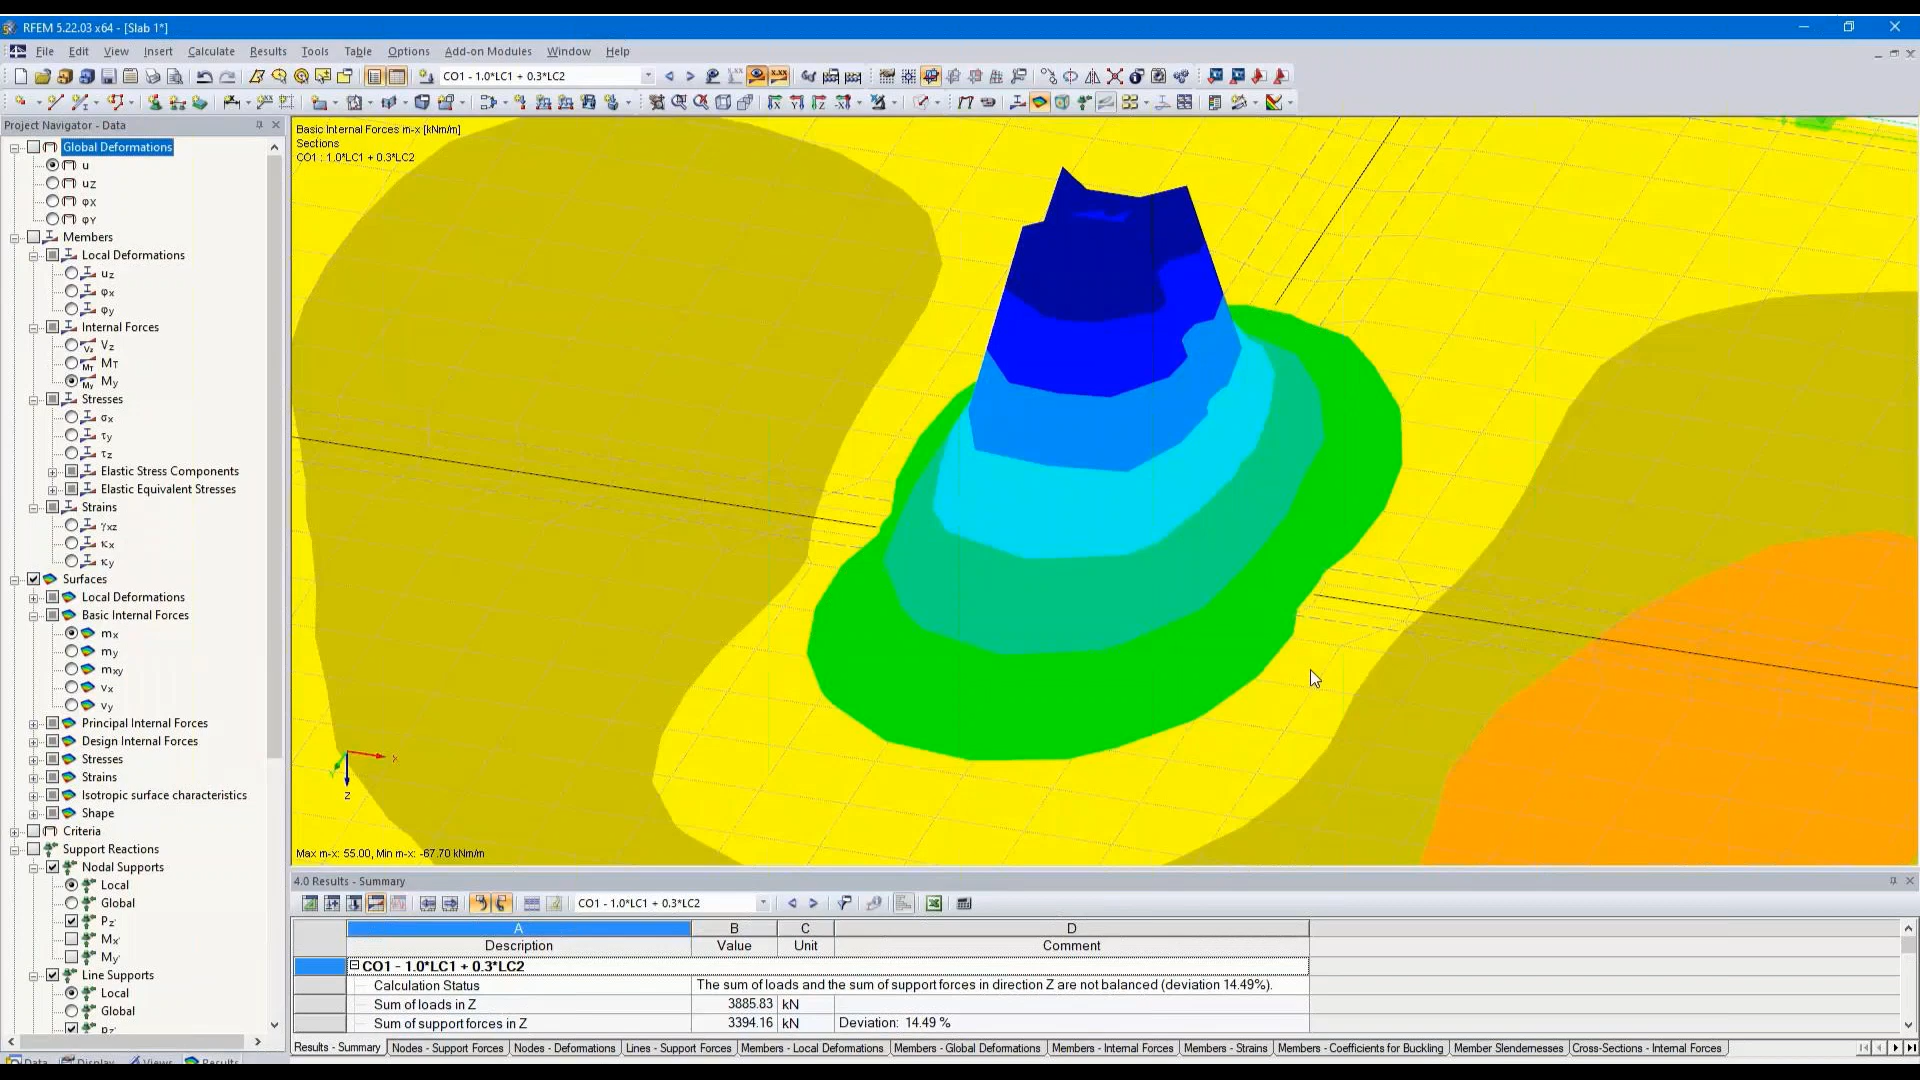 RFEM 5.22.03 x64 - [Slab 1*]
File Edit View Insert Calculate Results Tools Table Options Add-on Modules Window Help
CO1 - 1.0*LC1 + 0.3*LC2
Project Navigator - Data
Global Deformations
u
uz
φX
φY
Members
Local Deformations
uz
φx
φy
Internal Forces
Vz
MT
My
Stresses
σx
τy
τz
Elastic Stress Components
Elastic Equivalent Stresses
Strains
γxz
κx
κy
Surfaces
Local Deformations
Basic Internal Forces
mx
my
mxy
vx
vy
Principal Internal Forces
Design Internal Forces
Stresses
Strains
Isotropic surface characteristics
Shape
Criteria
Support Reactions
Nodal Supports
Local
Global
Pz'
Mx'
My'
Line Supports
Local
Global
pz'
Data Display Views Results
Basic Internal Forces m-x [kNm/m]
Sections
CO1 : 1.0*LC1 + 0.3*LC2
x
z
Max m-x: 55.00, Min m-x: -67.70 kNm/m
4.0 Results - Summary
CO1 - 1.0*LC1 + 0.3*LC2
A B C D
Description Value Unit Comment
CO1 - 1.0*LC1 + 0.3*LC2
Calculation Status The sum of loads and the sum of support forces in direction Z are not balanced (deviation 14.49%).
Sum of loads in Z 3885.83 kN
Sum of support forces in Z 3394.16 kN Deviation: 14.49 %
Results - Summary Nodes - Support Forces Nodes - Deformations Lines - Support Forces Members - Local Deformations Members - Global Deformations Members - Internal Forces Members - Strains Members - Coefficients for Buckling Member Slendernesses Cross-Sections - Internal Forces